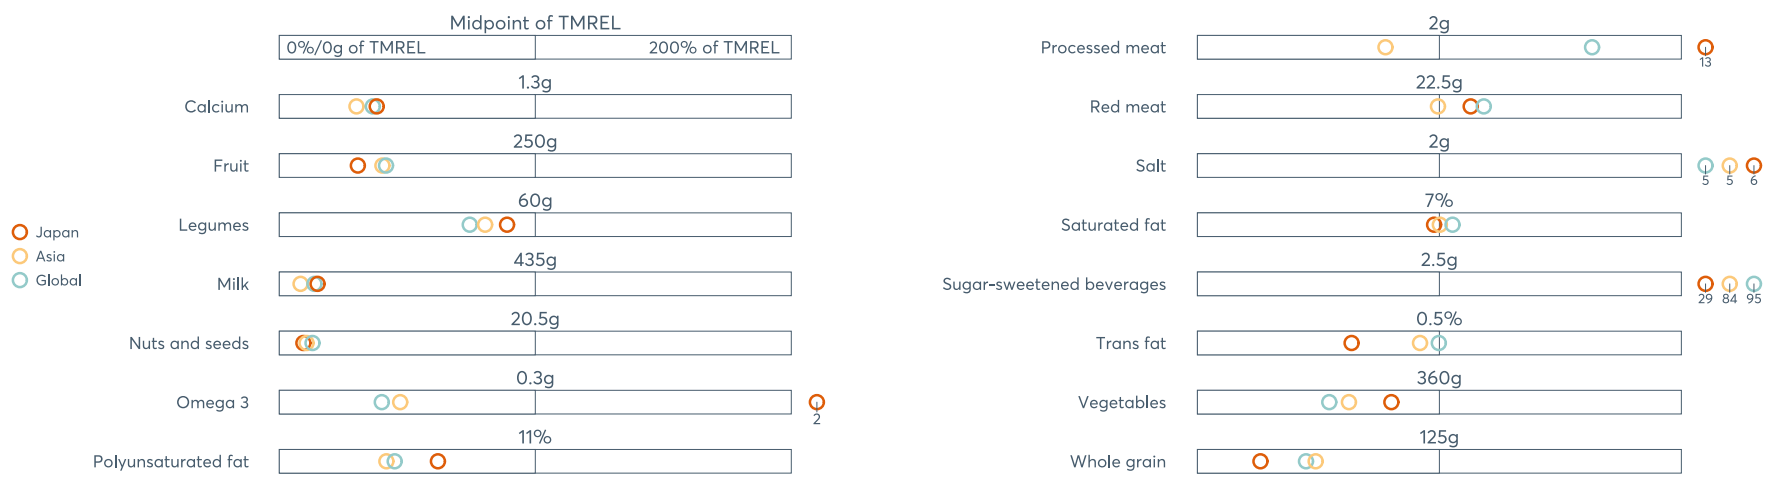 Midpoint of TMREL
0%/0g of TMREL 200% of TMREL
1.3g
Calcium
250g
Fruit
60g
Legumes
435g
Milk
20.5g
Nuts and seeds
0.3g
Omega 3
2
11%
Polyunsaturated fat
Japan
Asia
Global
2g
Processed meat
13
22.5g
Red meat
2g
Salt
5 5 6
7%
Saturated fat
2.5g
Sugar-sweetened beverages
29 84 95
0.5%
Trans fat
360g
Vegetables
125g
Whole grain